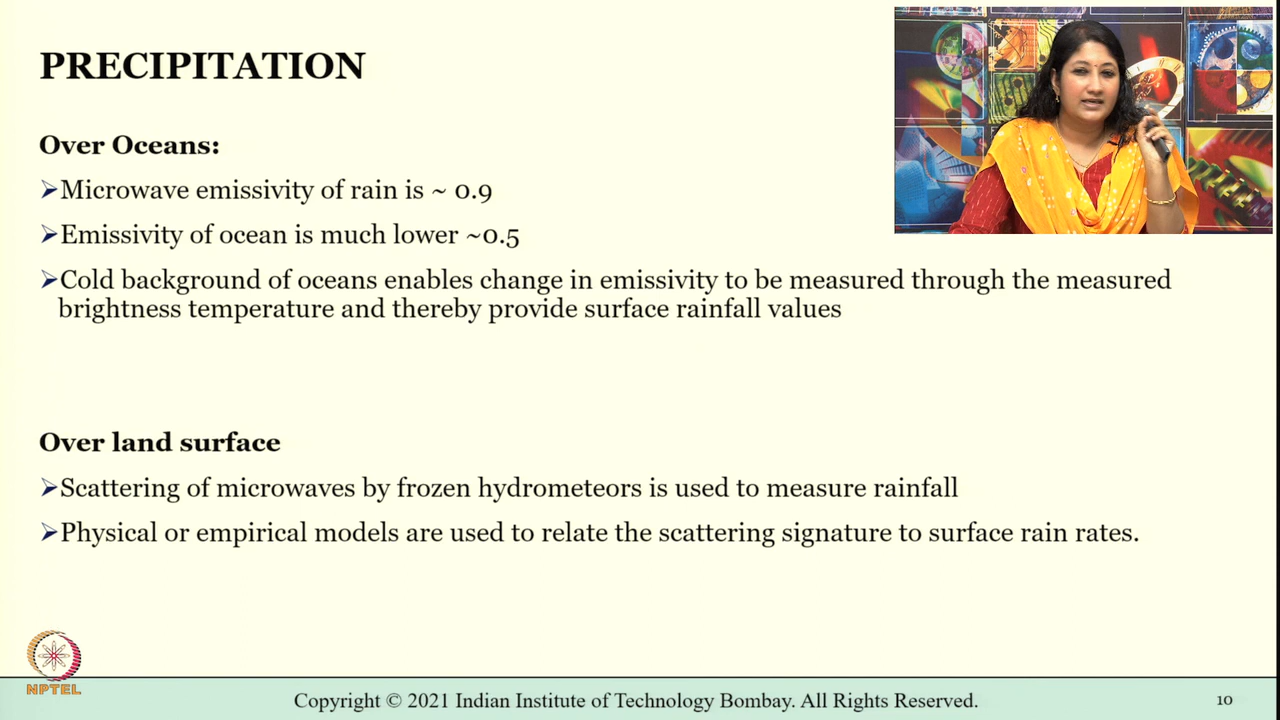 PRECIPITATION
Over Oceans:
➢Microwave emissivity of rain is ~ 0.9
➢Emissivity of ocean is much lower ~0.5
➢Cold background of oceans enables change in emissivity to be measured through the measured
brightness temperature and thereby provide surface rainfall values
Over land surface
➢Scattering of microwaves by frozen hydrometeors is used to measure rainfall
➢Physical or empirical models are used to relate the scattering signature to surface rain rates.
NPTEL
Copyright © 2021 Indian Institute of Technology Bombay. All Rights Reserved.
10